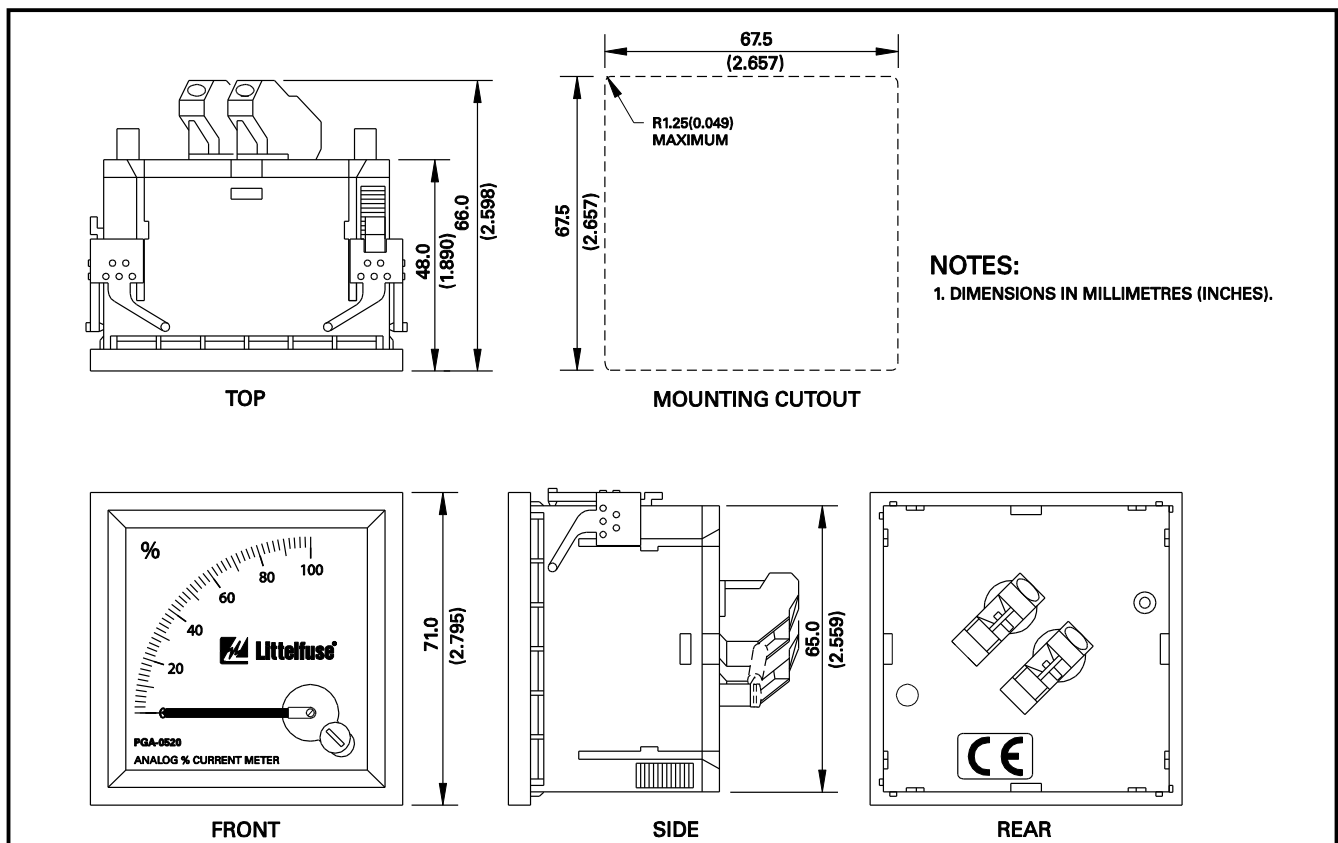 67.5
(2.657)
R1.25(0.049)
MAXIMUM
67.5
(2.657)
48.0
(1.890)
66.0
(2.598)
NOTES:
1. DIMENSIONS IN MILLIMETRES (INCHES).
TOP
MOUNTING CUTOUT
%
20
40
60
80
100
Littelfuse®
PGA-0520
ANALOG % CURRENT METER
71.0
(2.795)
65.0
(2.559)
CE
FRONT
SIDE
REAR